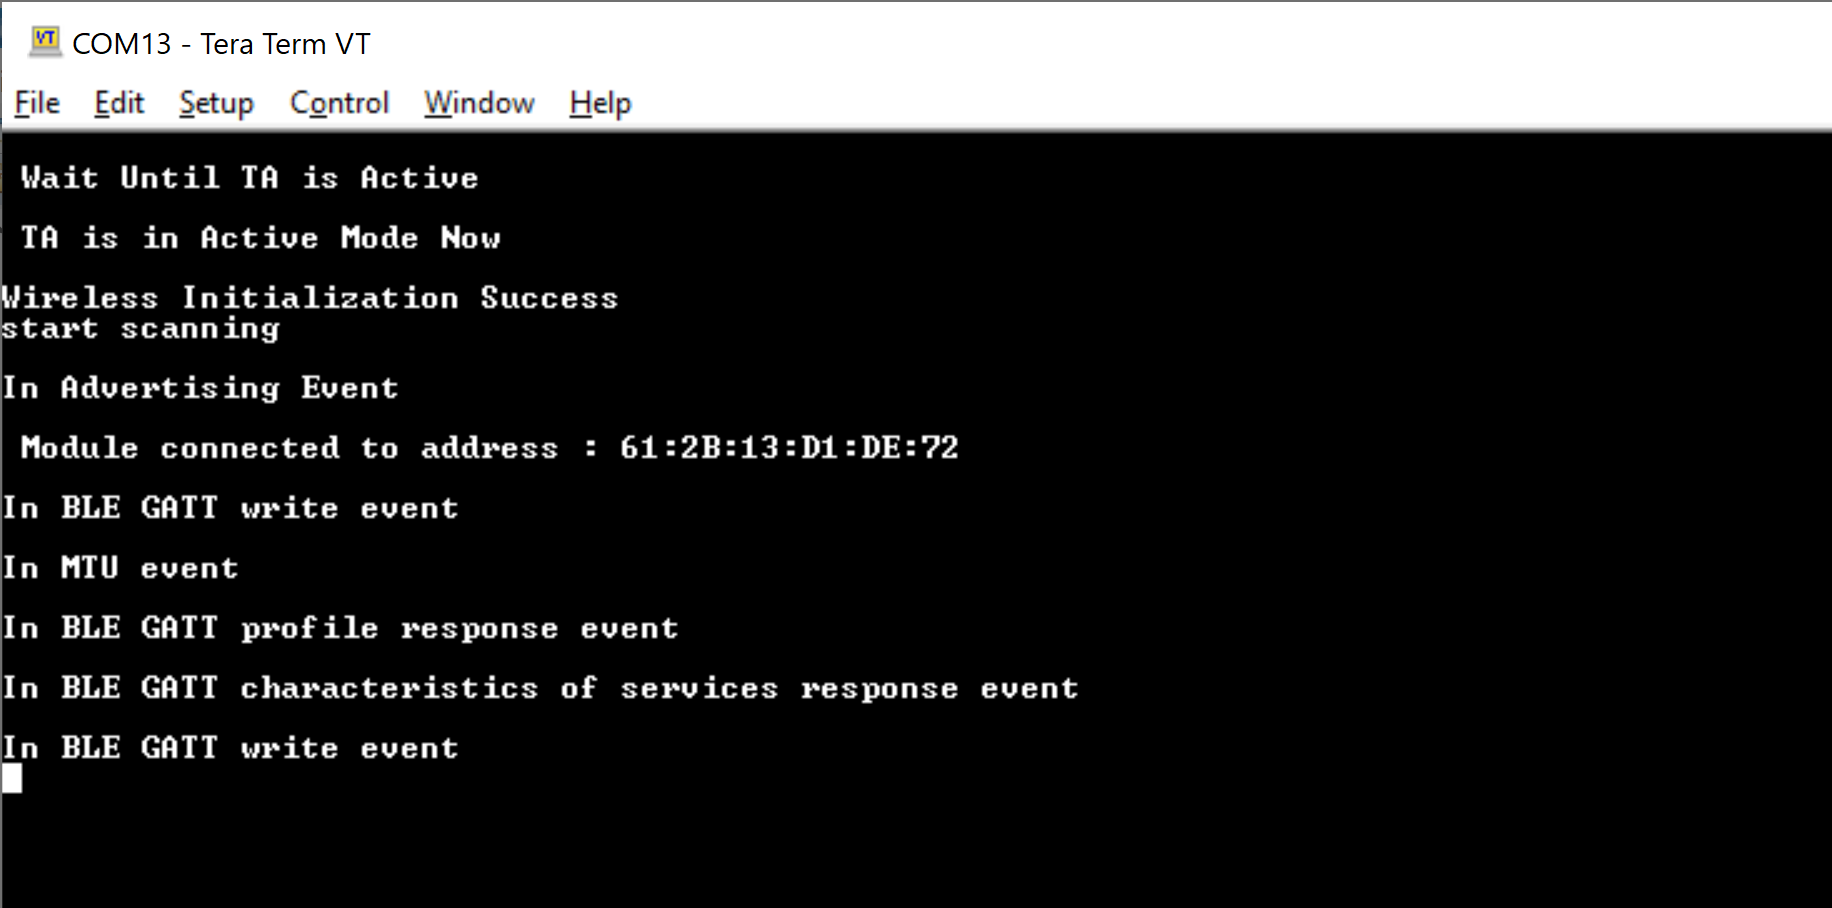 VT COM13 - Tera Term VT
File Edit Setup Control Window Help
Wait Until TA is Active
TA is in Active Mode Now
Wireless Initialization Success
start scanning
In Advertising Event
Module connected to address : 61:2B:13:D1:DE:72
In BLE GATT write event
In MTU event
In BLE GATT profile response event
In BLE GATT characteristics of services response event
In BLE GATT write event